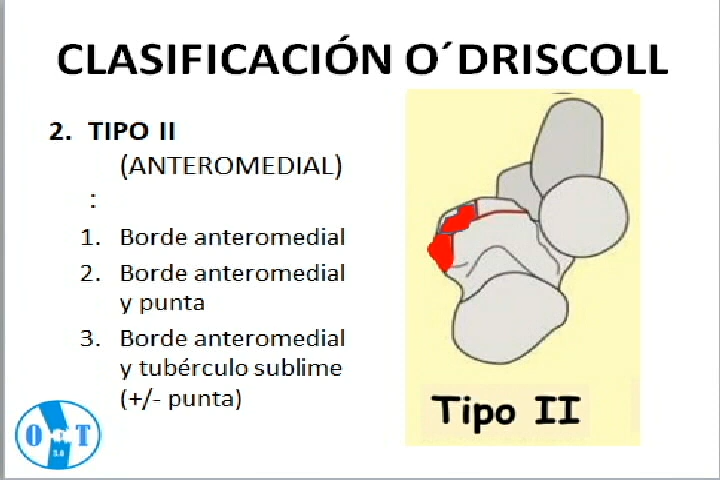 CLASIFICACIÓN O´DRISCOLL
2. TIPO II
(ANTEROMEDIAL)
:
1. Borde anteromedial
2. Borde anteromedial
y punta
3. Borde anteromedial
y tubérculo sublime
(+/- punta)
Tipo II
O T